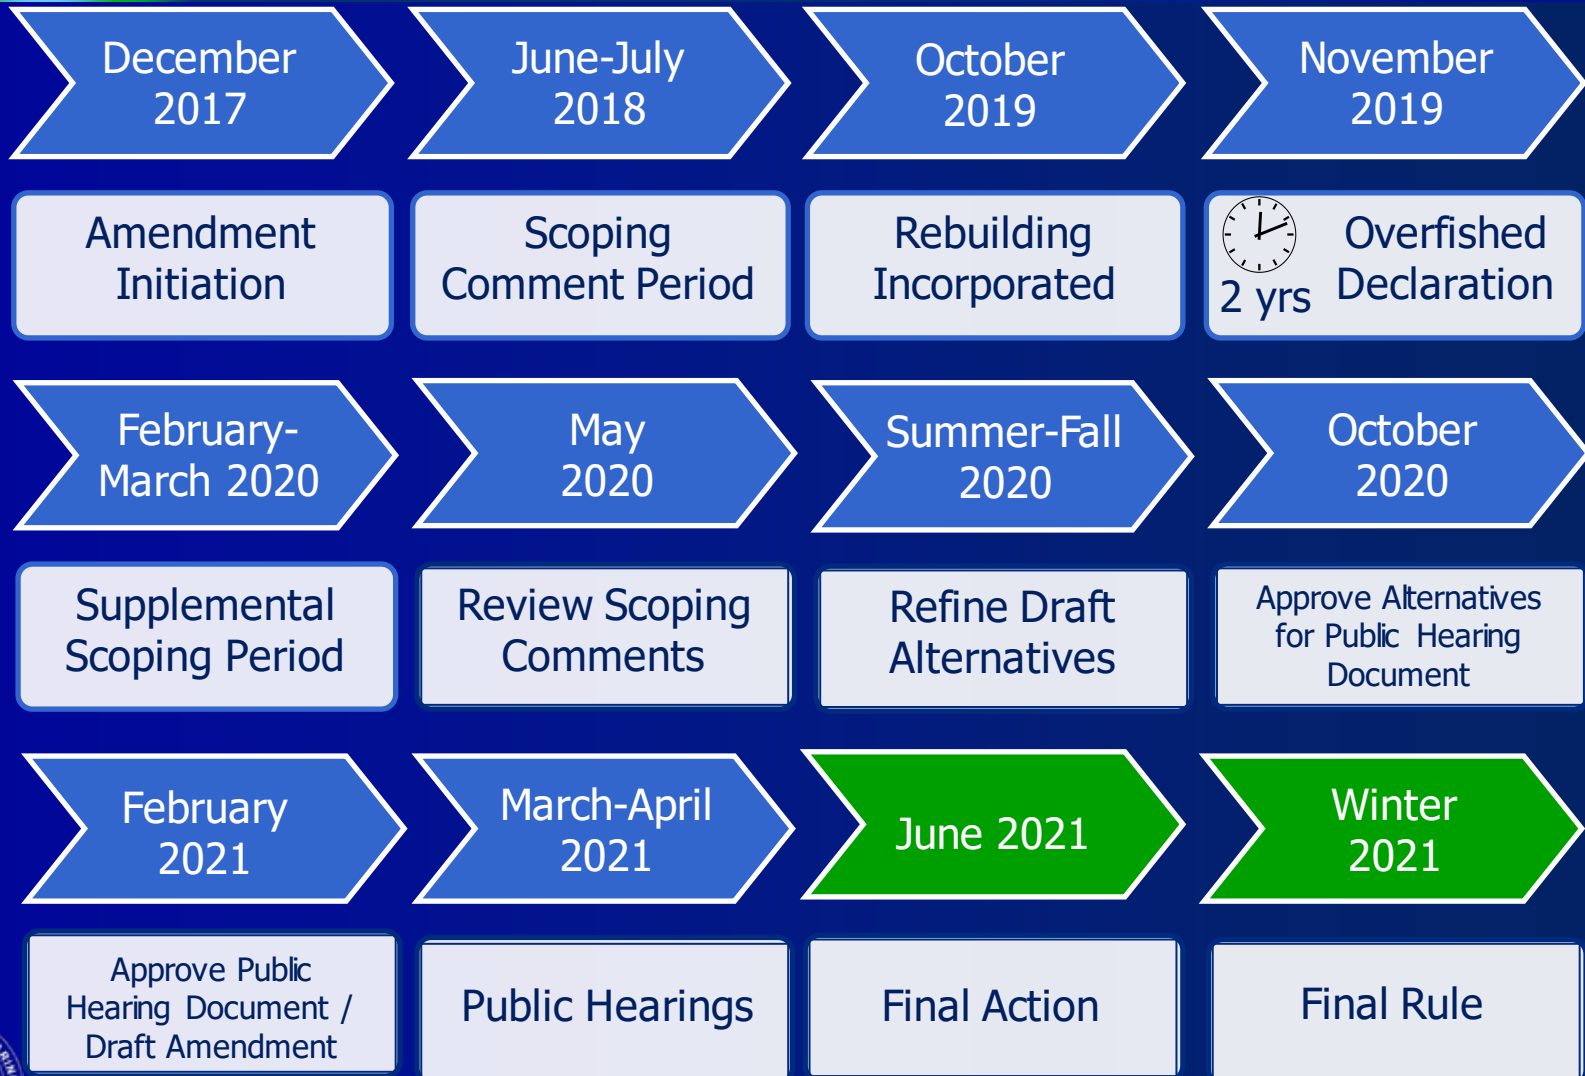 December
2017
June-July
2018
October
2019
November
2019
Amendment
Initiation
Scoping
Comment Period
Rebuilding
Incorporated
2 yrs
Overfished
Declaration
February-
March 2020
May
2020
Summer-Fall
2020
October
2020
Supplemental
Scoping Period
Review Scoping
Comments
Refine Draft
Alternatives
Approve Alternatives
for Public Hearing
Document
February
2021
March-April
2021
June 2021
Winter
2021
Approve Public
Hearing Document /
Draft Amendment
Public Hearings
Final Action
Final Rule